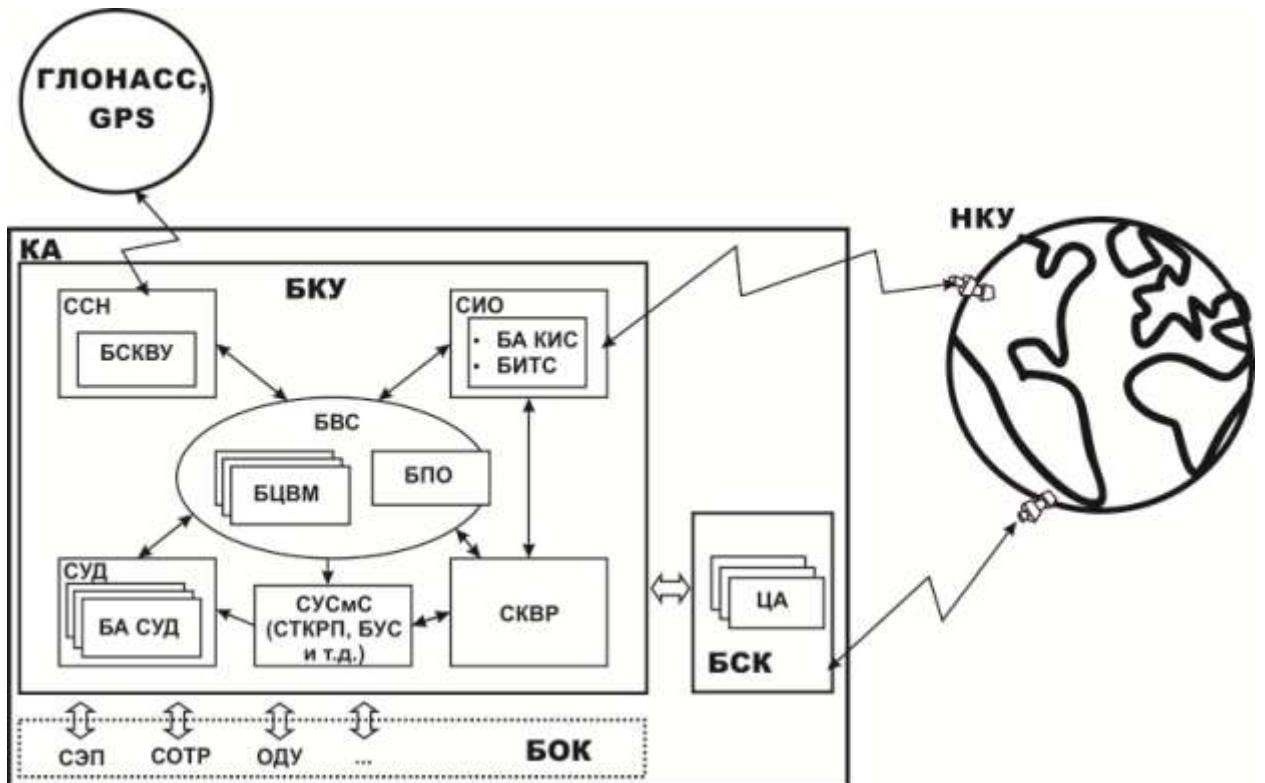 ГЛОНАСС,
GPS
НКУ
КА
БКУ
ССН
БСКВУ
СИО
• БА КИС
• БИТС
БВС
БЦВМ
БПО
СУД
БА СУД
СУСмС
(СТКРП, БУС
и т.д.)
СКВР
ЦА
БСК
СЭП
СОТР
ОДУ
...
БОК